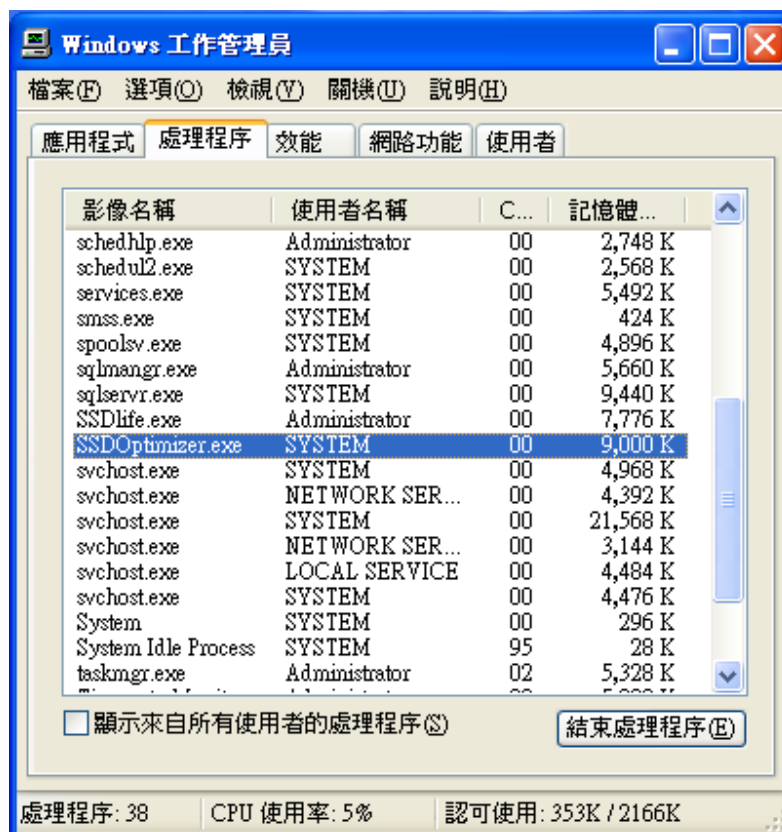 Windows 工作管理員
檔案(F) 選項(O) 檢視(V) 關機(U) 說明(H)
應用程式 處理程序 效能 網路功能 使用者
影像名稱 使用者名稱 C... 記憶體...
schedhlp.exe Administrator 00 2,748 K
schedul2.exe SYSTEM 00 2,568 K
services.exe SYSTEM 00 5,492 K
smss.exe SYSTEM 00 424 K
spoolsv.exe SYSTEM 00 4,896 K
sqlmangr.exe Administrator 00 5,660 K
sqlservr.exe SYSTEM 00 9,440 K
SSDlife.exe Administrator 00 7,776 K
SSDOptimizer.exe SYSTEM 00 9,000 K
svchost.exe SYSTEM 00 4,968 K
svchost.exe NETWORK SER... 00 4,392 K
svchost.exe SYSTEM 00 21,568 K
svchost.exe NETWORK SER... 00 3,144 K
svchost.exe LOCAL SERVICE 00 4,484 K
svchost.exe SYSTEM 00 4,476 K
System SYSTEM 00 296 K
System Idle Process SYSTEM 95 28 K
taskmgr.exe Administrator 02 5,328 K
顯示來自所有使用者的處理程序(S) 結束處理程序(E)
處理程序: 38 CPU 使用率: 5% 認可使用: 353K / 2166K